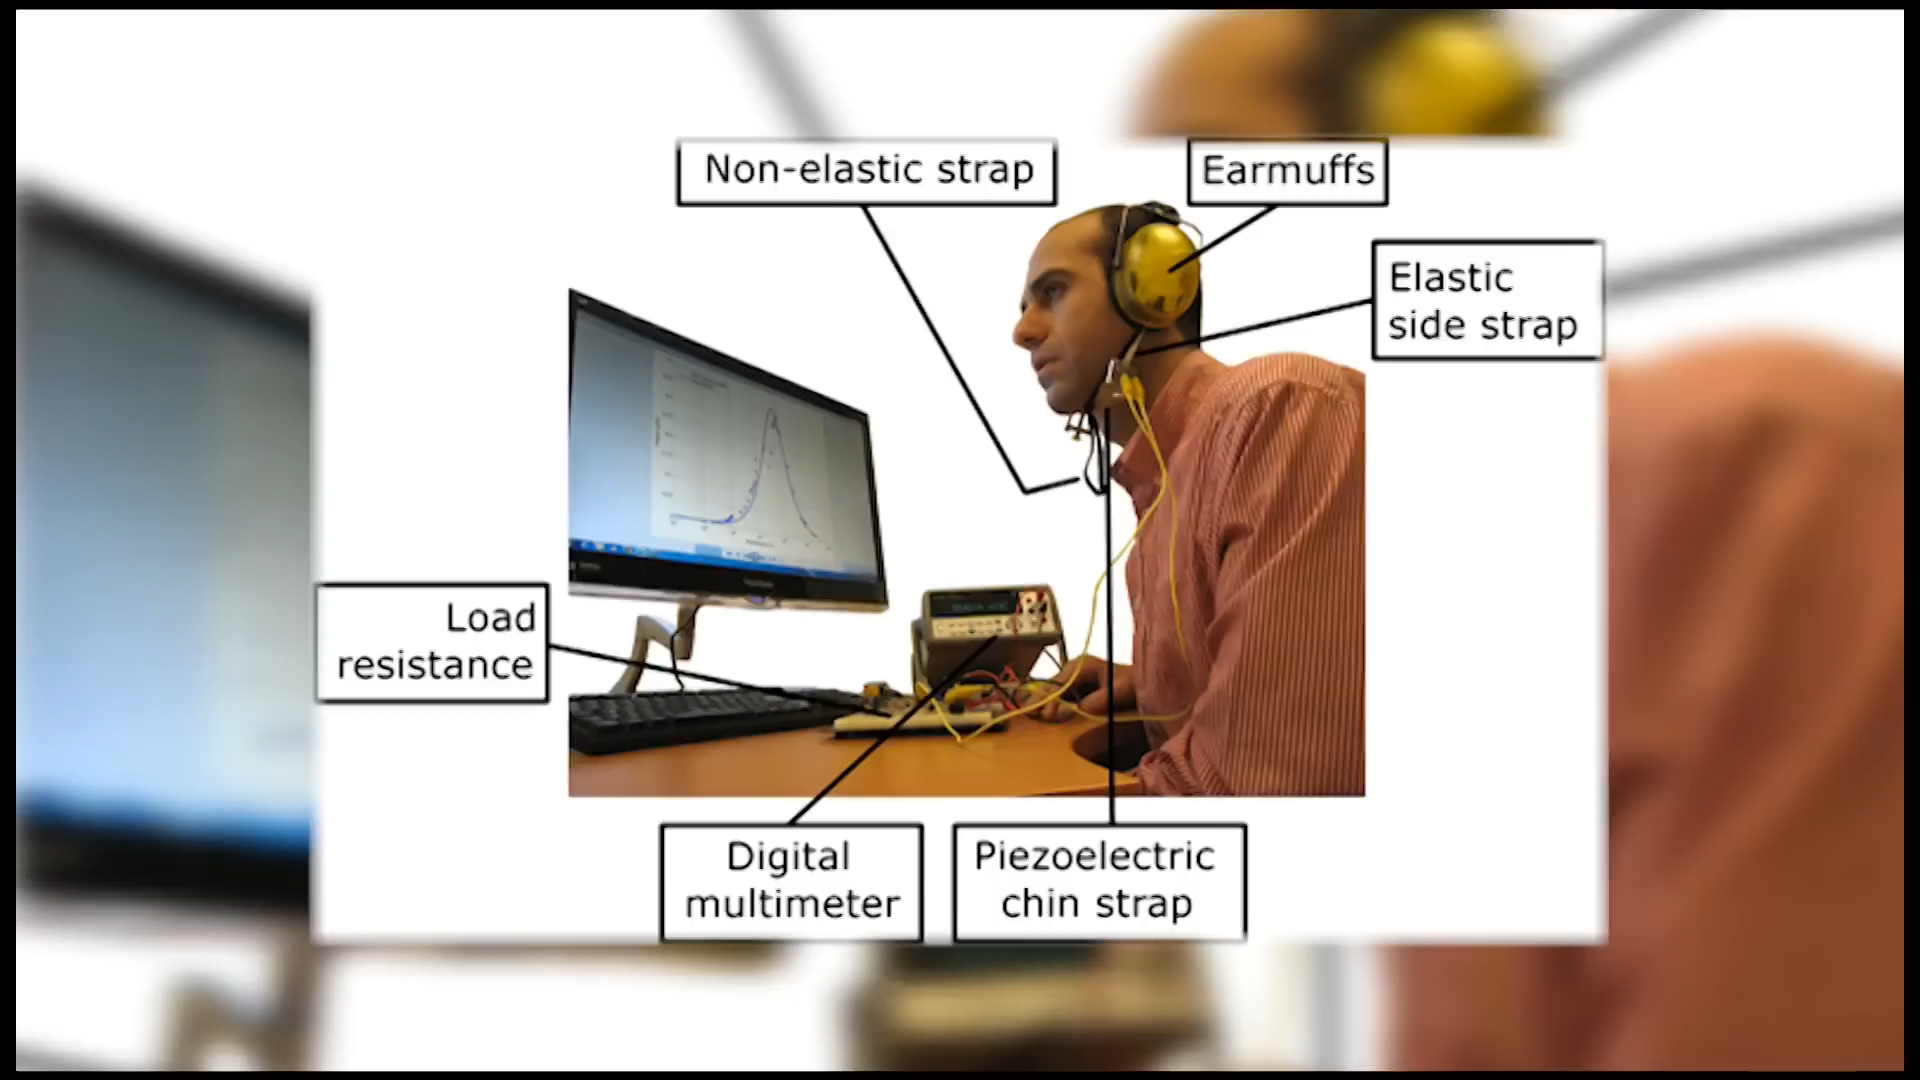 Non-elastic strap
Earmuffs
Elastic
side strap
Load
resistance
Digital
multimeter
Piezoelectric
chin strap